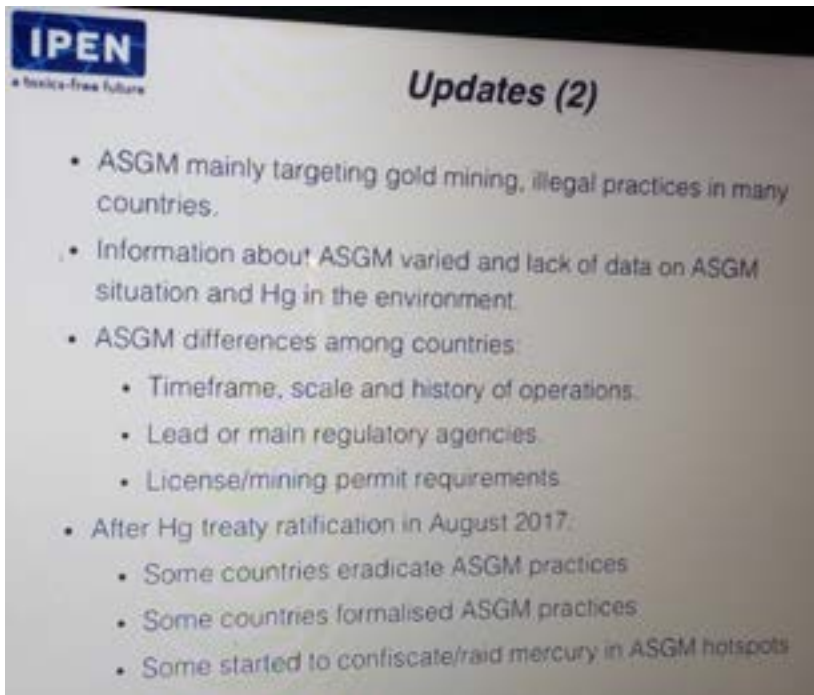 IPEN
a toxics-free future
Updates (2)
• ASGM mainly targeting gold mining, illegal practices in many
countries.
• Information about ASGM varied and lack of data on ASGM
situation and Hg in the environment.
• ASGM differences among countries:
• Timeframe, scale and history of operations.
• Lead or main regulatory agencies.
• License/mining permit requirements
• After Hg treaty ratification in August 2017:
• Some countries eradicate ASGM practices
• Some countries formalised ASGM practices
• Some started to confiscate/raid mercury in ASGM hotspots